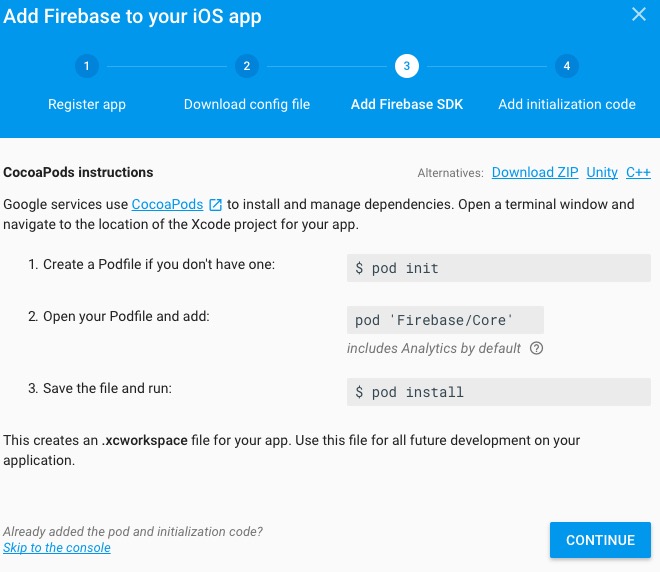 Add Firebase to your iOS app
1
2
3
4
Register app
Download config file
Add Firebase SDK
Add initialization code
CocoaPods instructions
Alternatives: Download ZIP Unity C++
Google services use CocoaPods to install and manage dependencies. Open a terminal window and
navigate to the location of the Xcode project for your app.
1. Create a Podfile if you don't have one:
$ pod init
2. Open your Podfile and add:
pod 'Firebase/Core'
includes Analytics by default ?
3. Save the file and run:
$ pod install
This creates an .xcworkspace file for your app. Use this file for all future development on your
application.
Already added the pod and initialization code?
Skip to the console
CONTINUE